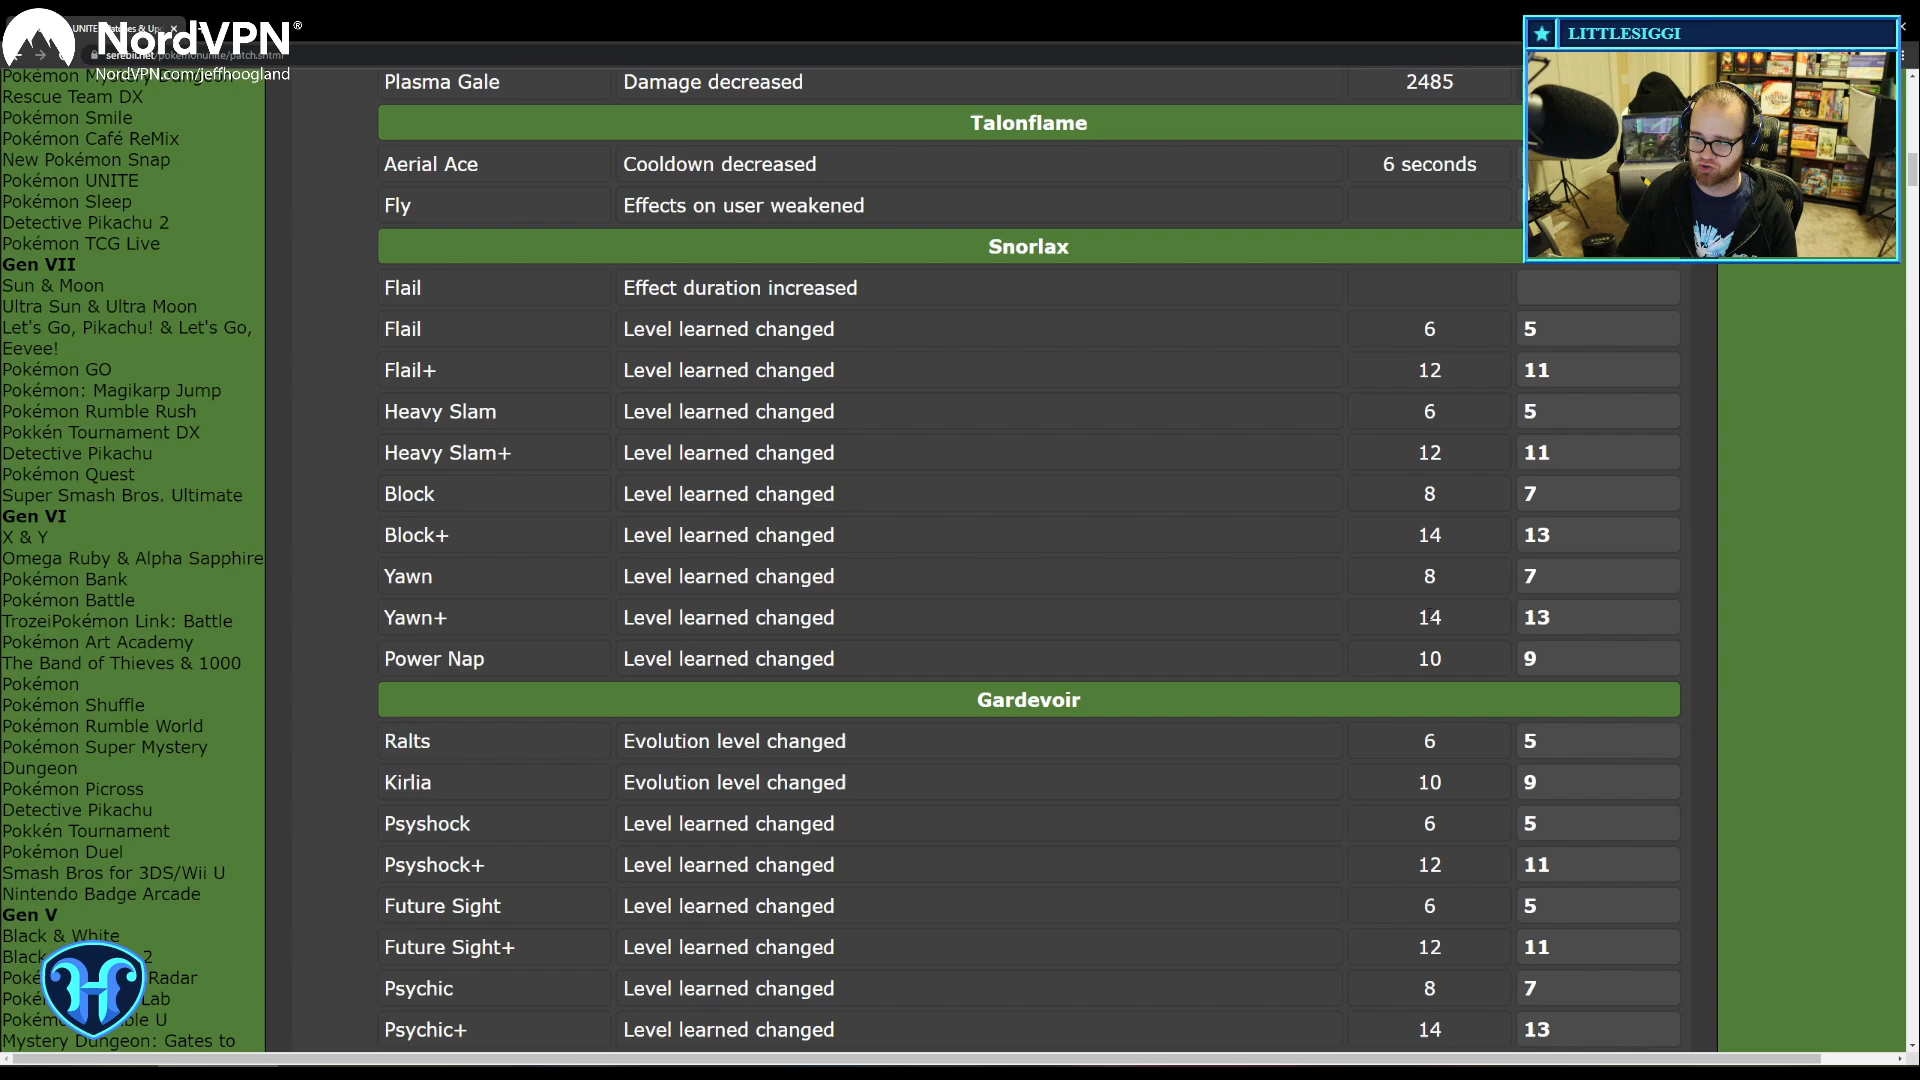 NordVPN®
NordVPN.com/jeffhoogland
UNITE
serebii.net/pokemonunite/patch.shtml
LITTLESIGGI
Pokémon Mystery Dungeon
Rescue Team DX
Pokémon Smile
Pokémon Café ReMix
New Pokémon Snap
Pokémon UNITE
Pokémon Sleep
Detective Pikachu 2
Pokémon TCG Live
Gen VII
Sun & Moon
Ultra Sun & Ultra Moon
Let's Go, Pikachu! & Let's Go,
Eevee!
Pokémon GO
Pokémon: Magikarp Jump
Pokémon Rumble Rush
Pokkén Tournament DX
Detective Pikachu
Pokémon Quest
Super Smash Bros. Ultimate
Gen VI
X & Y
Omega Ruby & Alpha Sapphire
Pokémon Bank
Pokémon Battle
TrozeiPokémon Link: Battle
Pokémon Art Academy
The Band of Thieves & 1000
Pokémon
Pokémon Shuffle
Pokémon Rumble World
Pokémon Super Mystery
Dungeon
Pokémon Picross
Detective Pikachu
Pokkén Tournament
Pokémon Duel
Smash Bros for 3DS/Wii U
Nintendo Badge Arcade
Gen V
Black & White
Black 2
Radar
Lab
U
Mystery Dungeon: Gates to
Plasma Gale Damage decreased 2485
Talonflame
Aerial Ace Cooldown decreased 6 seconds
Fly Effects on user weakened
Snorlax
Flail Effect duration increased
Flail Level learned changed 6 5
Flail+ Level learned changed 12 11
Heavy Slam Level learned changed 6 5
Heavy Slam+ Level learned changed 12 11
Block Level learned changed 8 7
Block+ Level learned changed 14 13
Yawn Level learned changed 8 7
Yawn+ Level learned changed 14 13
Power Nap Level learned changed 10 9
Gardevoir
Ralts Evolution level changed 6 5
Kirlia Evolution level changed 10 9
Psyshock Level learned changed 6 5
Psyshock+ Level learned changed 12 11
Future Sight Level learned changed 6 5
Future Sight+ Level learned changed 12 11
Psychic Level learned changed 8 7
Psychic+ Level learned changed 14 13